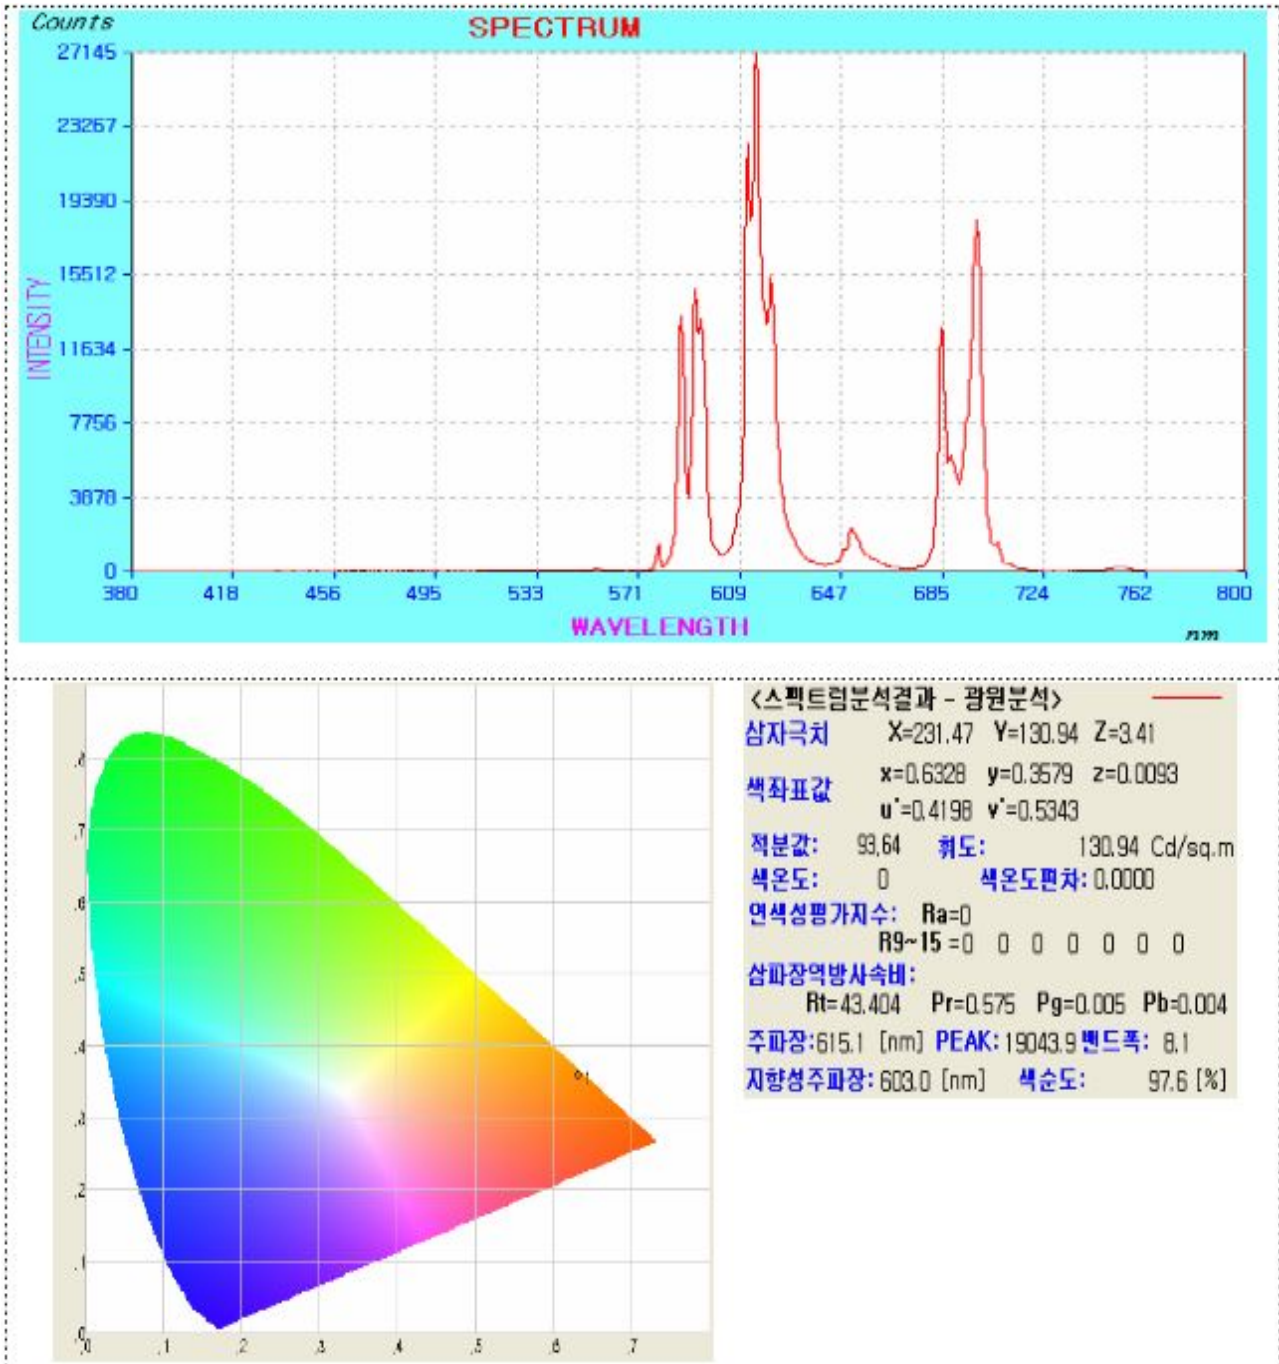 Counts
SPECTRUM
27145
23267
19390
15512
11634
7756
3878
0
INTENSITY
380 418 456 495 533 571 609 647 685 724 762 800
WAVELENGTH
nm
.8
.7
.6
.5
.4
.3
.2
.1
.0
.0 .1 .2 .3 .4 .5 .6 .7
1
<스펙트럼분석결과 - 광원분석>
삼자극치 X=231.47 Y=130.94 Z=3.41
색좌표값 x=0.6328 y=0.3579 z=0.0093
u'=0.4198 v'=0.5343
적분값: 93.64 휘도: 130.94 Cd/sq.m
색온도: 0 색온도편차: 0.0000
연색성평가지수: Ra=0
R9~15 =0 0 0 0 0 0 0
삼파장역방사속비:
Rt=43.404 Pr=0.575 Pg=0.005 Pb=0.004
주파장:615.1 [nm] PEAK: 19043.9 밴드폭: 8.1
지향성주파장: 603.0 [nm] 색순도: 97.6 [%]